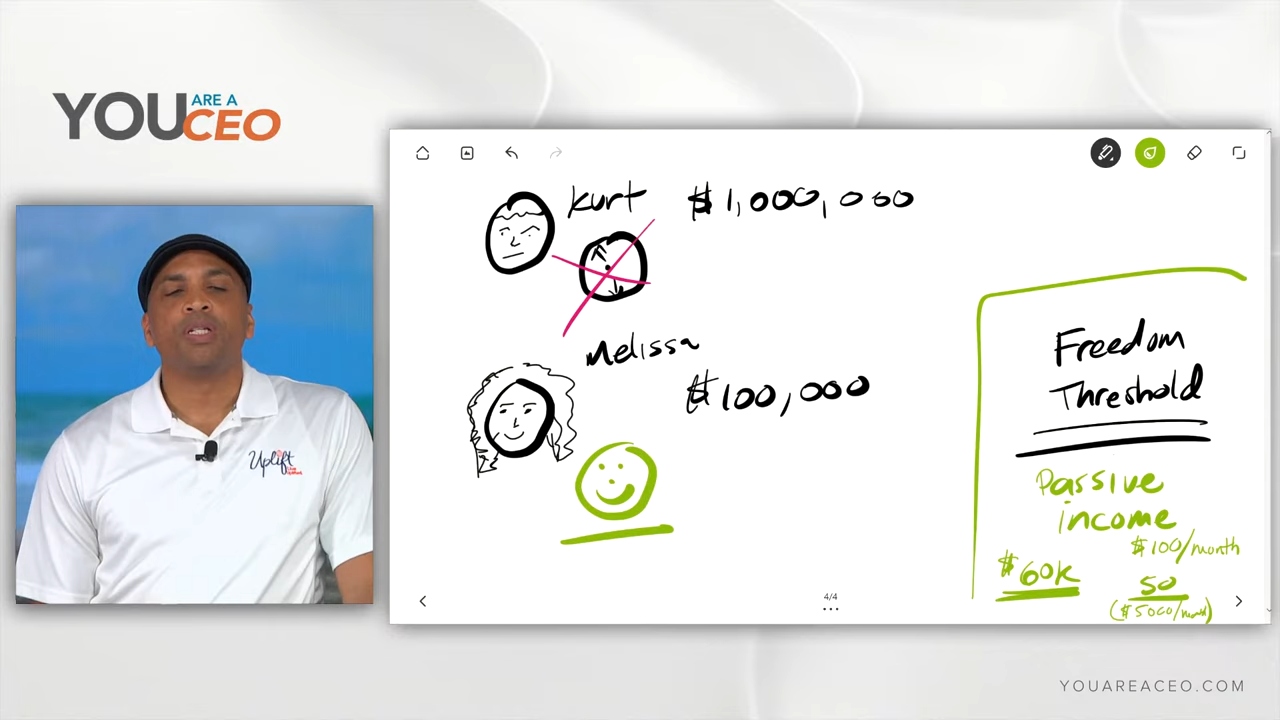 YOU ARE A CEO
Kurt $1,000,000
Melissa
$100,000
Freedom
Threshold
Passive
income
$100/month
$60K 50
($5000/month)
Uplift
4/4
YOUAREACEO.COM